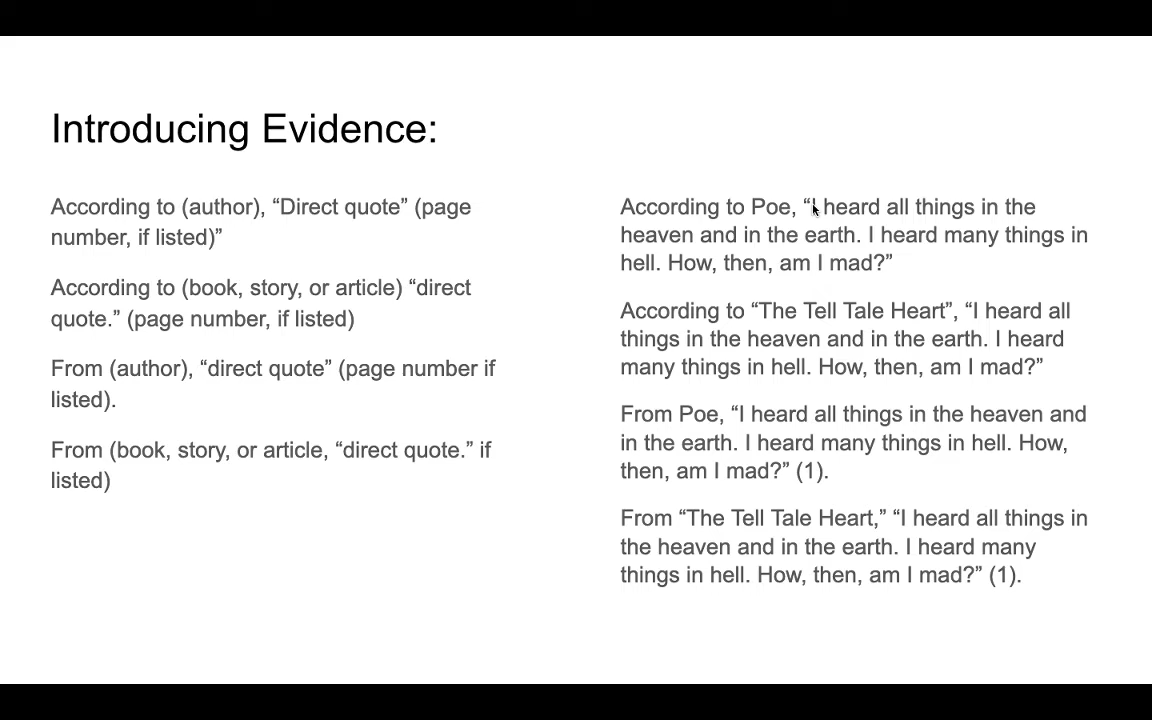 Introducing Evidence:
According to (author), “Direct quote” (page
number, if listed)”
According to (book, story, or article) “direct
quote.” (page number, if listed)
From (author), “direct quote” (page number if
listed).
From (book, story, or article, “direct quote.” if
listed)
According to Poe, “I heard all things in the
heaven and in the earth. I heard many things in
hell. How, then, am I mad?”
According to “The Tell Tale Heart”, “I heard all
things in the heaven and in the earth. I heard
many things in hell. How, then, am I mad?”
From Poe, “I heard all things in the heaven and
in the earth. I heard many things in hell. How,
then, am I mad?” (1).
From “The Tell Tale Heart,” “I heard all things in
the heaven and in the earth. I heard many
things in hell. How, then, am I mad?” (1).